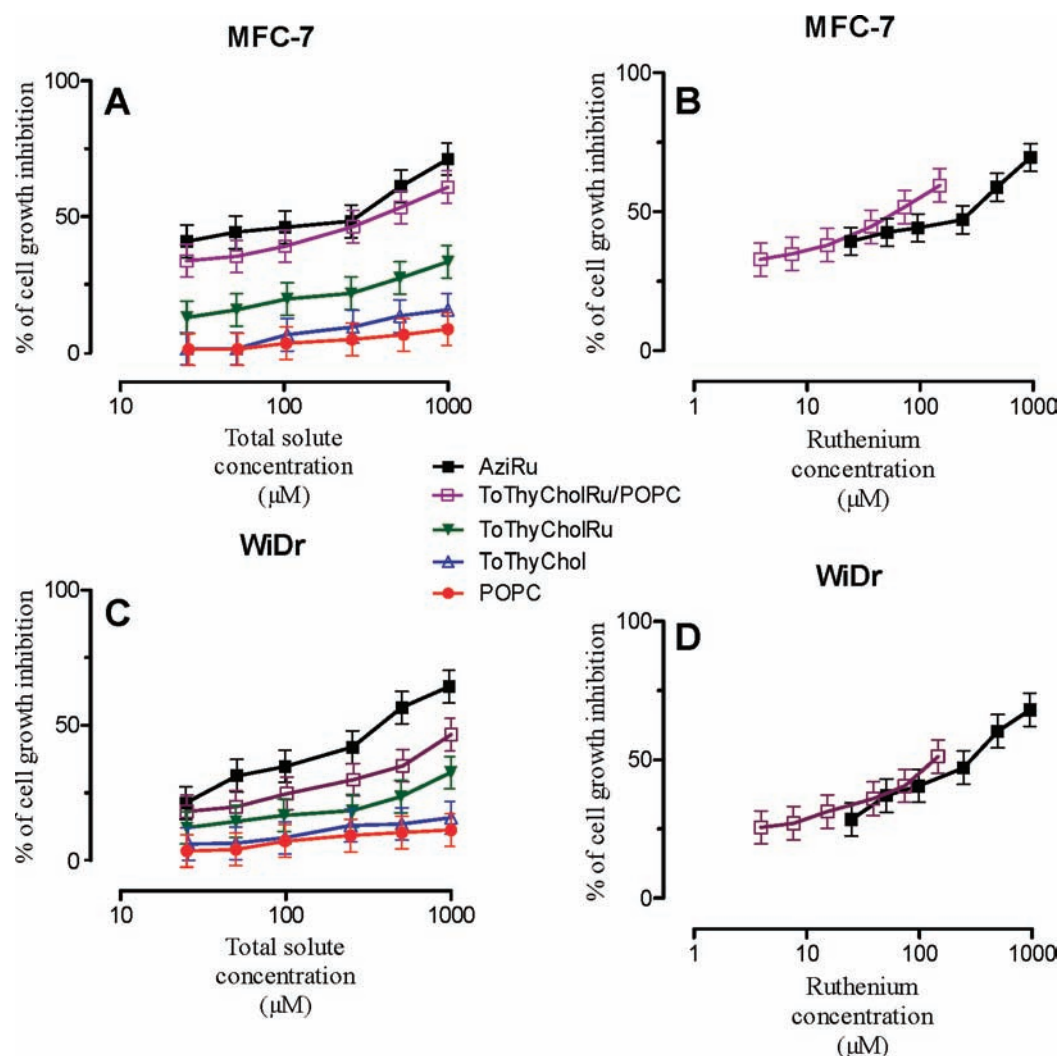 MFC-7
A
% of cell growth inhibition
100
50
0
10
100
1000
Total solute
concentration
(µM)
MFC-7
B
% of cell growth inhibition
100
50
0
1
10
100
1000
Ruthenium
concentration
(µM)
AziRu
ToThyCholRu/POPC
ToThyCholRu
ToThyChol
POPC
WiDr
C
% of cell growth inhibition
100
50
0
10
100
1000
Total solute
concentration
(µM)
WiDr
D
% of cell growth inhibition
100
50
0
1
10
100
1000
Ruthenium
concentration
(µM)